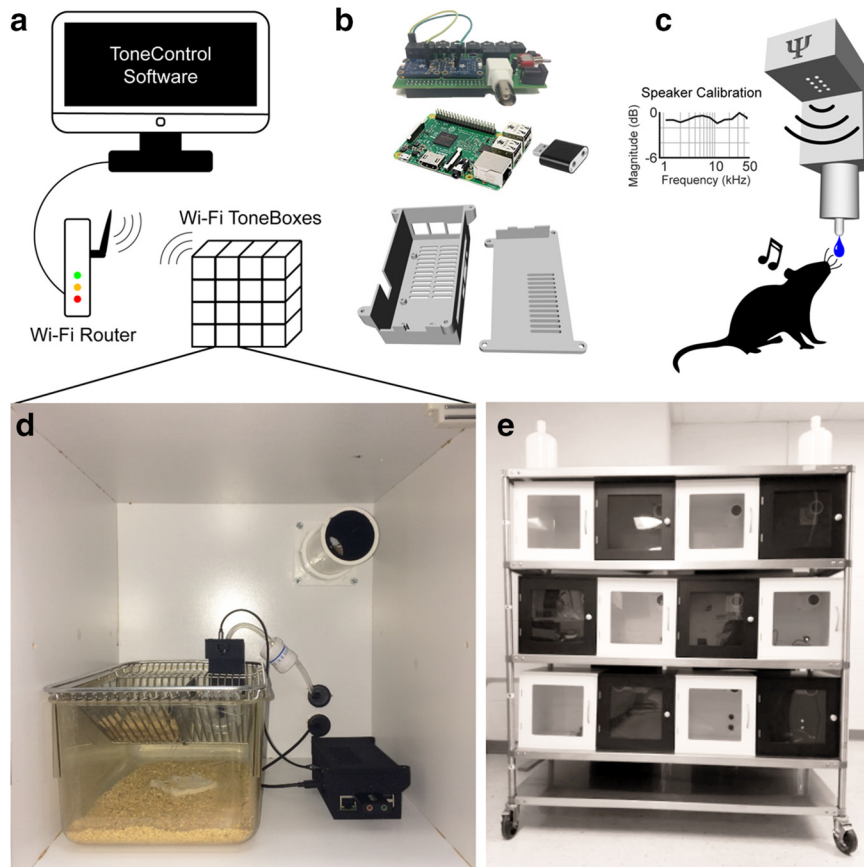 a
ToneControl
Software
Wi-Fi ToneBoxes
Wi-Fi Router
b
c
Ψ
Speaker Calibration
Magnitude (dB)
0
-6
1
10
50
Frequency (kHz)
d
e